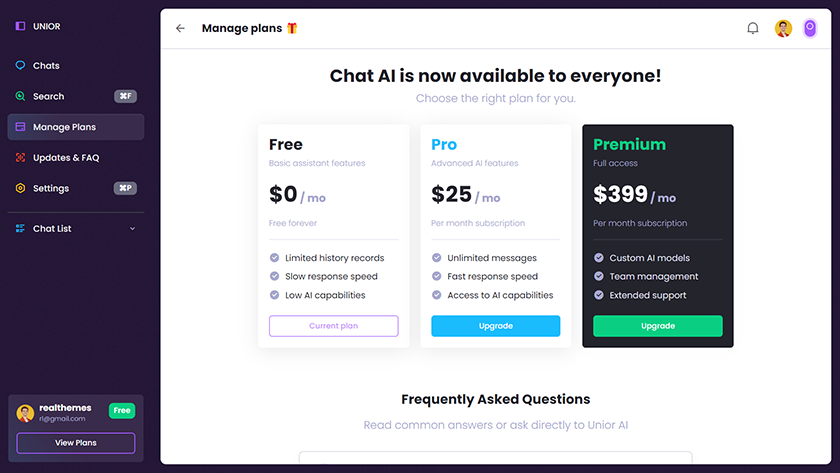 UNIOR
Chats
Search ⌘F
Manage Plans
Updates & FAQ
Settings ⌘P
Chat List
realthemes
rl@gmail.com
Free
View Plans
Manage plans
Chat AI is now available to everyone!
Choose the right plan for you.
Free
Basic assistant features
$0 / mo
Free forever
Limited history records
Slow response speed
Low AI capabilities
Current plan
Pro
Advanced AI features
$25 / mo
Per month subscription
Unlimited messages
Fast response speed
Access to AI capabilities
Upgrade
Premium
Full access
$399 / mo
Per month subscription
Custom AI models
Team management
Extended support
Upgrade
Frequently Asked Questions
Read common answers or ask directly to Unior AI